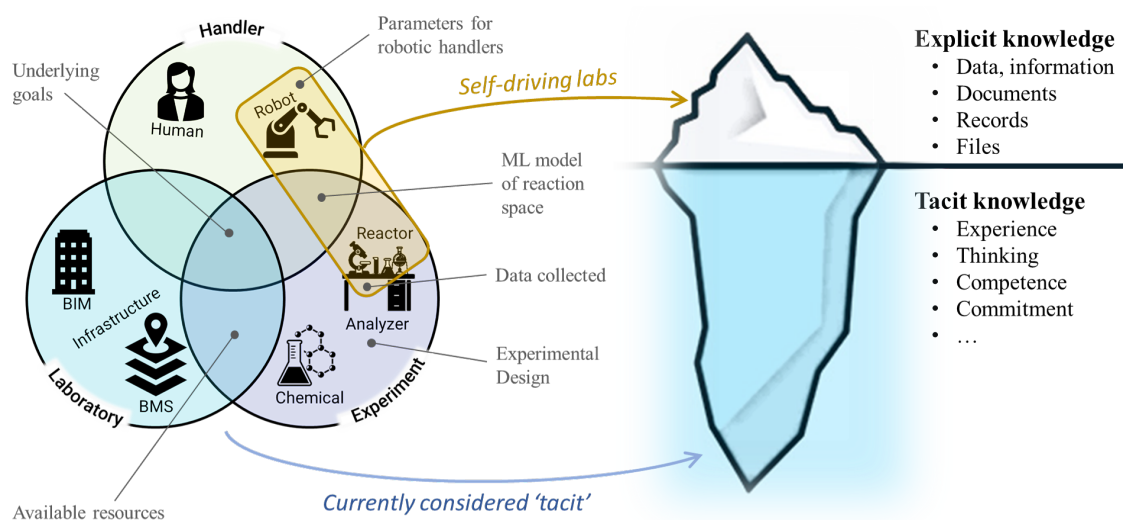 Handler
Parameters for
robotic handlers
Underlying
goals
Human
Robot
Self-driving labs
ML model
of reaction
space
Reactor
Data collected
BIM
Infrastructure
BMS
Analyzer
Chemical
Experimental
Design
Laboratory
Experiment
Available resources
Currently considered ‘tacit’
Explicit knowledge
• Data, information
• Documents
• Records
• Files
Tacit knowledge
• Experience
• Thinking
• Competence
• Commitment
• …